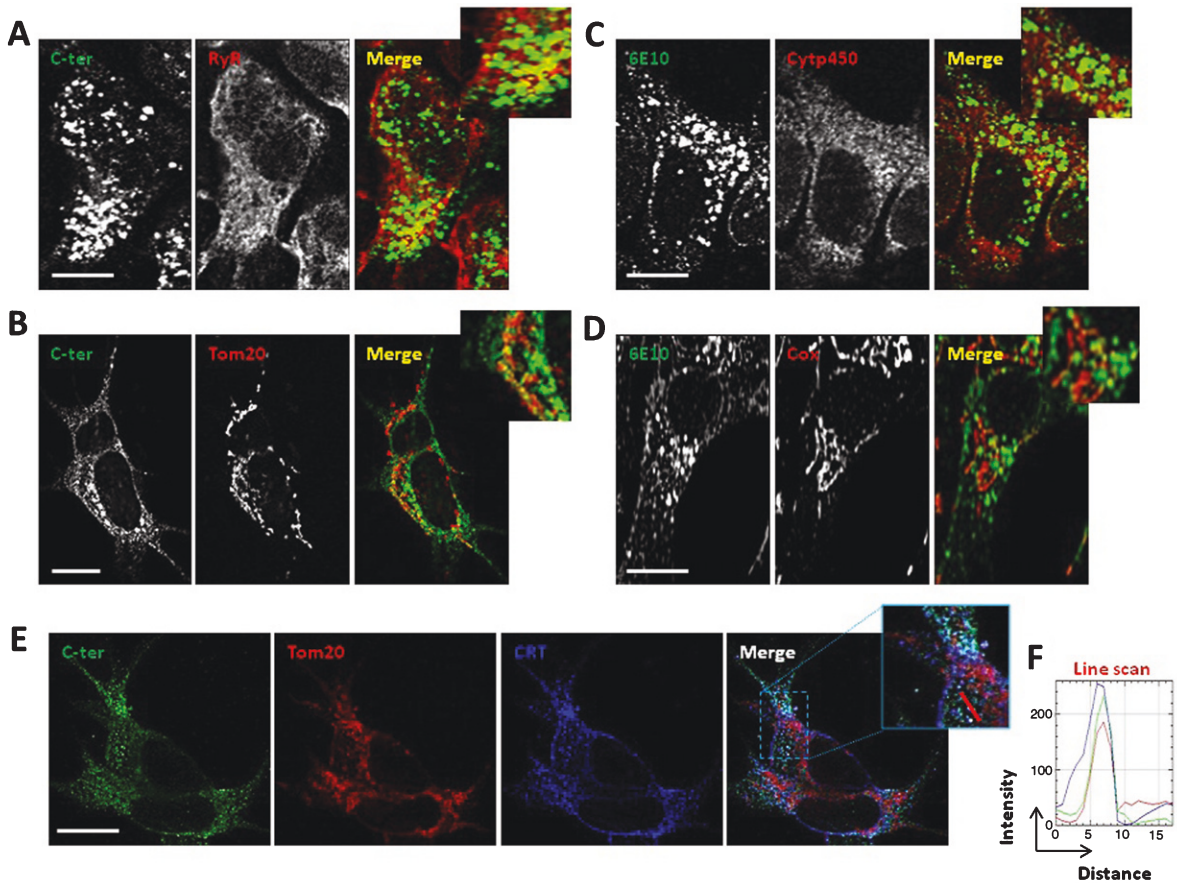 A
C-ter
RyR
Merge
C
6E10
Cytp450
Merge
B
C-ter
Tom20
Merge
D
6E10
Cox
Merge
E
C-ter
Tom20
CRT
Merge
F
Line scan
200
100
0
0
5
10
15
Intensity
Distance